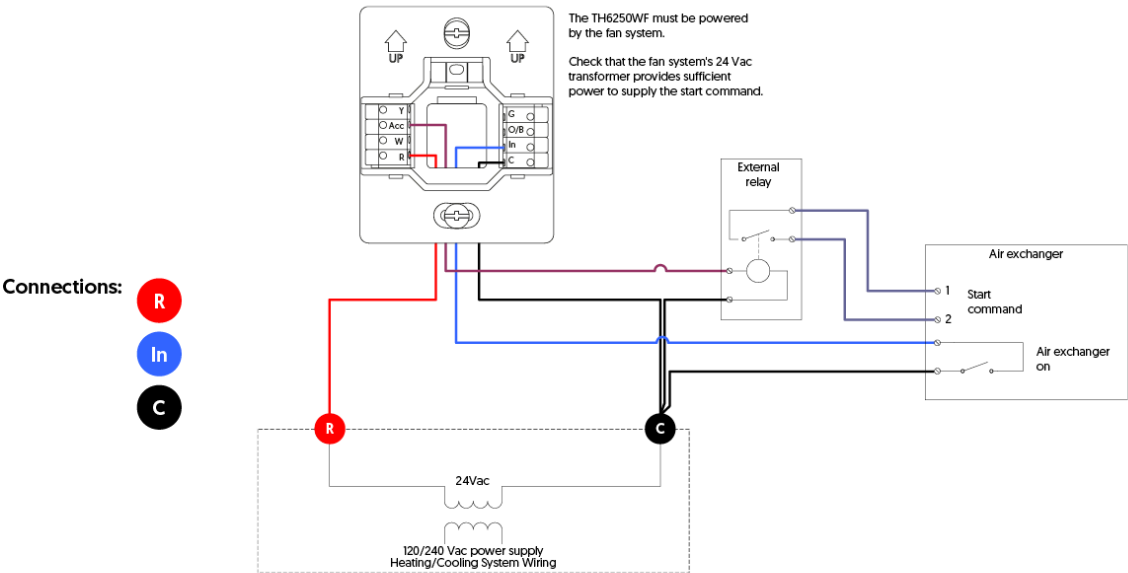 The TH6250WF must be powered
by the fan system.
Check that the fan system's 24 Vac
transformer provides sufficient
power to supply the start command.
UP
UP
Y
Acc
W
R
G
O/B
In
C
External
relay
Air exchanger
1
Start
command
2
Air exchanger
on
Connections:
R
In
C
R
C
24Vac
120/240 Vac power supply
Heating/Cooling System Wiring